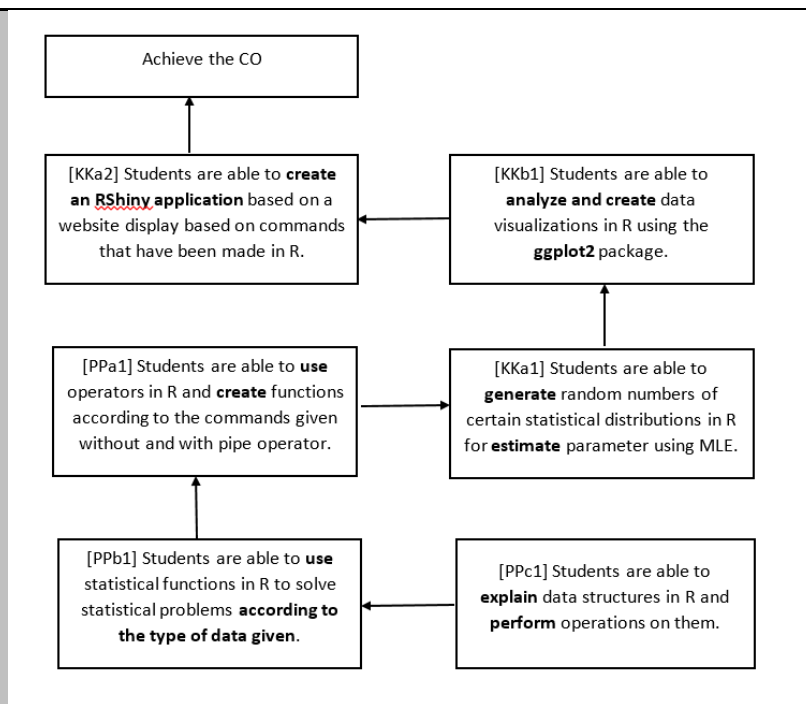 Achieve the CO
[KKa2] Students are able to create
an RShiny application based on a
website display based on commands
that have been made in R.
[KKb1] Students are able to
analyze and create data
visualizations in R using the
ggplot2 package.
[PPa1] Students are able to use
operators in R and create functions
according to the commands given
without and with pipe operator.
[KKa1] Students are able to
generate random numbers of
certain statistical distributions in R
for estimate parameter using MLE.
[PPb1] Students are able to use
statistical functions in R to solve
statistical problems according to
the type of data given.
[PPc1] Students are able to
explain data structures in R and
perform operations on them.